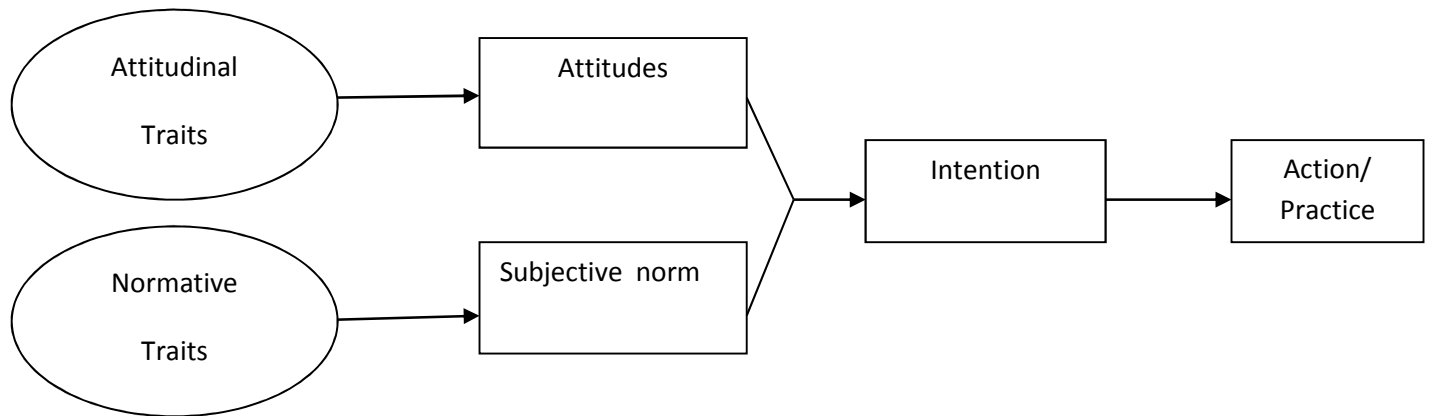 Attitudinal
Traits
Attitudes
Normative
Traits
Subjective norm
Intention
Action/
Practice